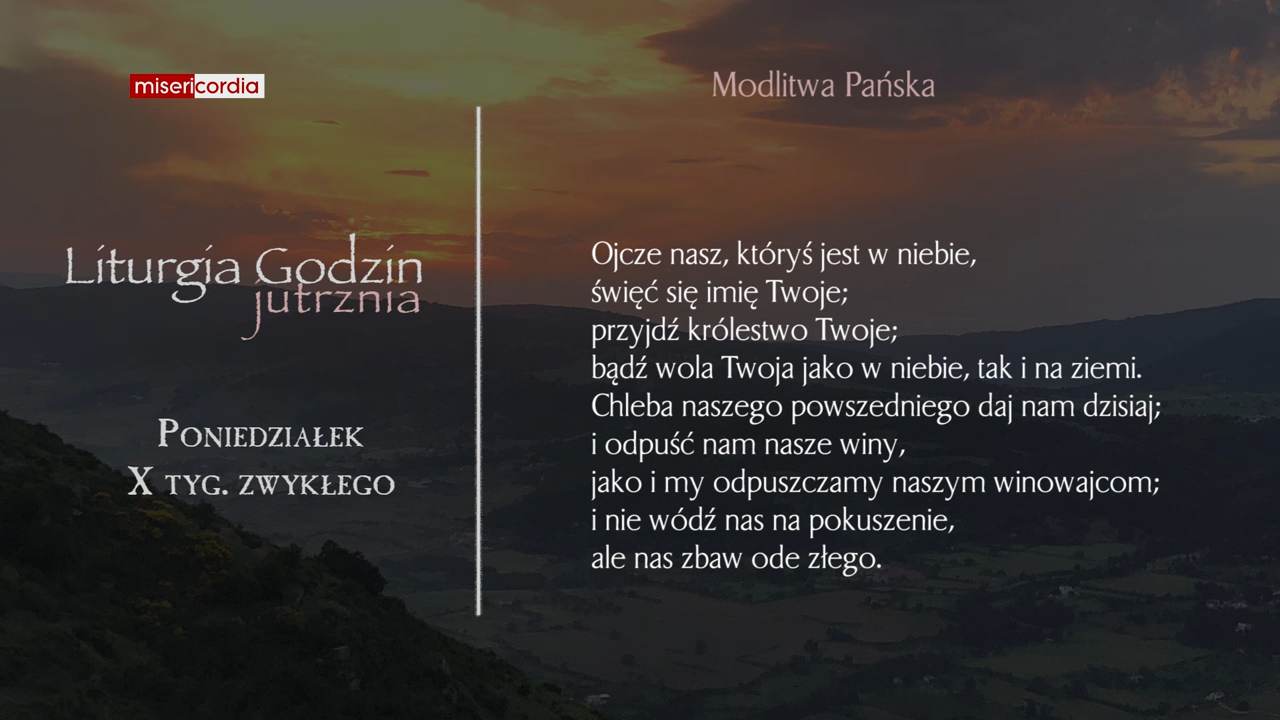 misericordia
Liturgia Godzin
jutrznia
Poniedziałek
X tyg. zwykłego
Modlitwa Pańska
Ojcze nasz, któryś jest w niebie,
święć się imię Twoje;
przyjdź królestwo Twoje;
bądź wola Twoja jako w niebie, tak i na ziemi.
Chleba naszego powszedniego daj nam dzisiaj;
i odpuść nam nasze winy,
jako i my odpuszczamy naszym winowajcom;
i nie wódź nas na pokuszenie,
ale nas zbaw ode złego.